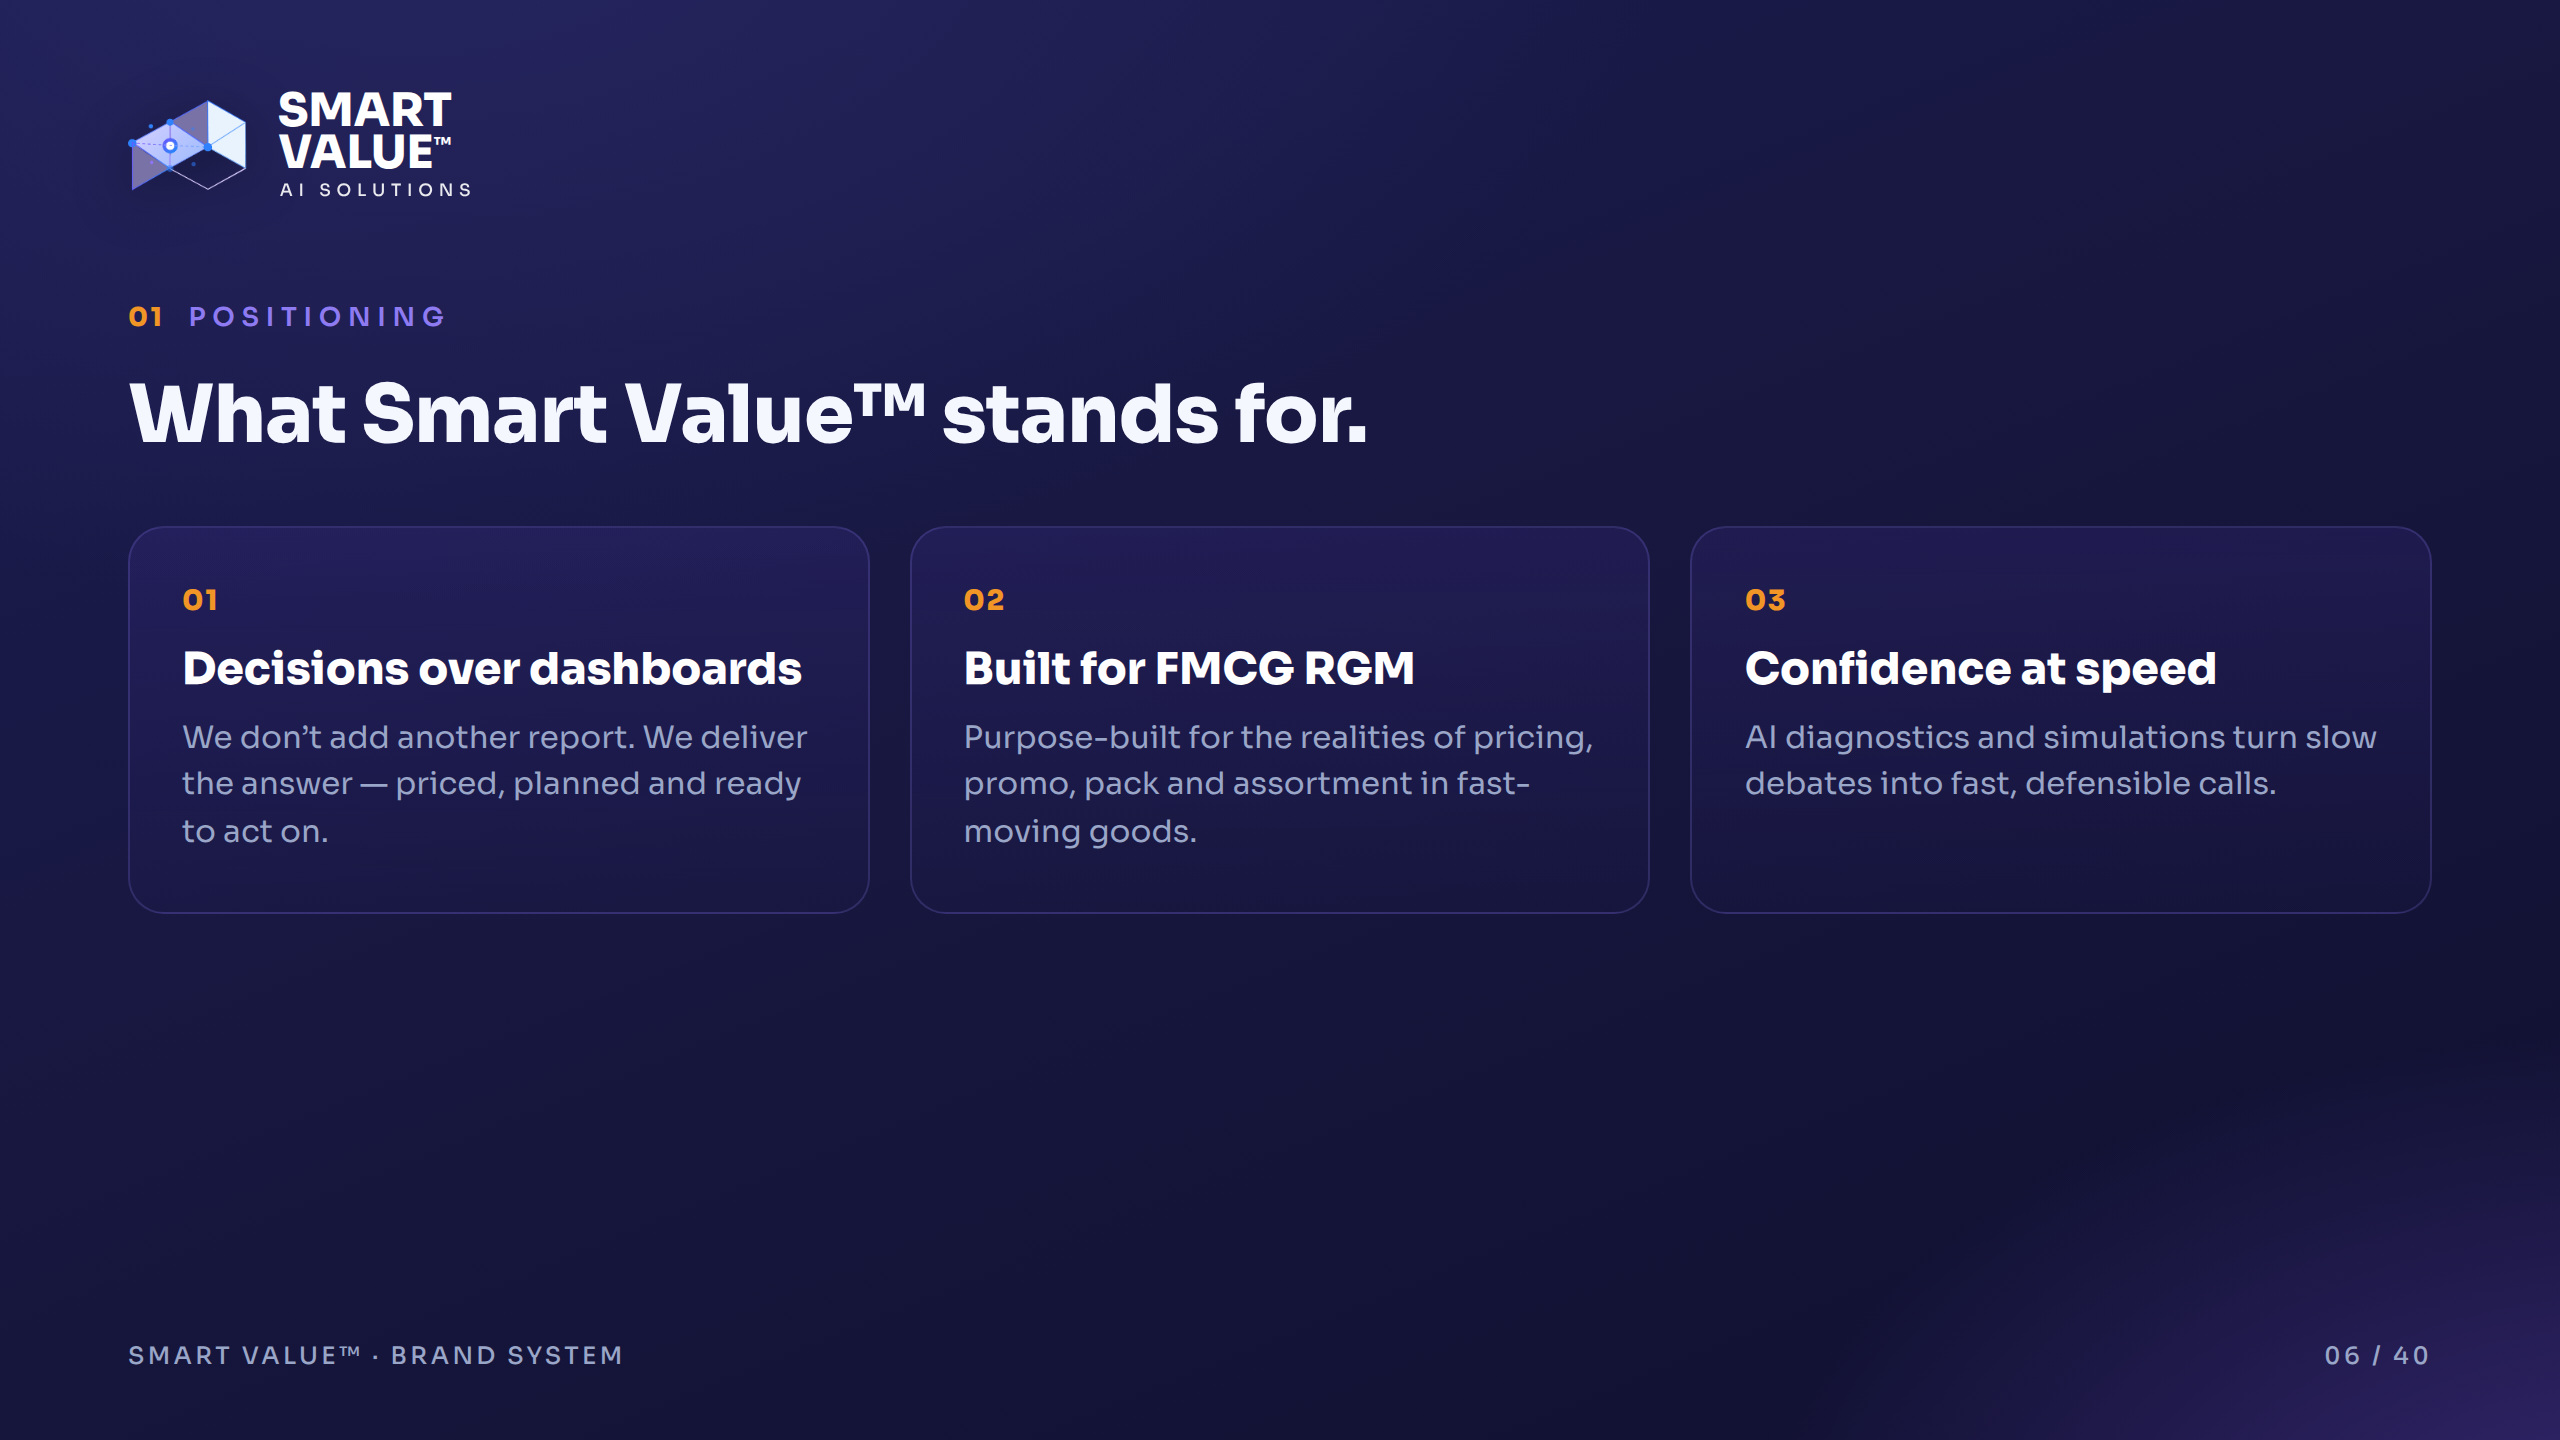 SMART
VALUE™
AI SOLUTIONS
01 POSITIONING
What Smart Value™ stands for.
01
Decisions over dashboards
We don’t add another report. We deliver
the answer — priced, planned and ready
to act on.
02
Built for FMCG RGM
Purpose-built for the realities of pricing,
promo, pack and assortment in fast-
moving goods.
03
Confidence at speed
AI diagnostics and simulations turn slow
debates into fast, defensible calls.
SMART VALUE™ · BRAND SYSTEM
06 / 40